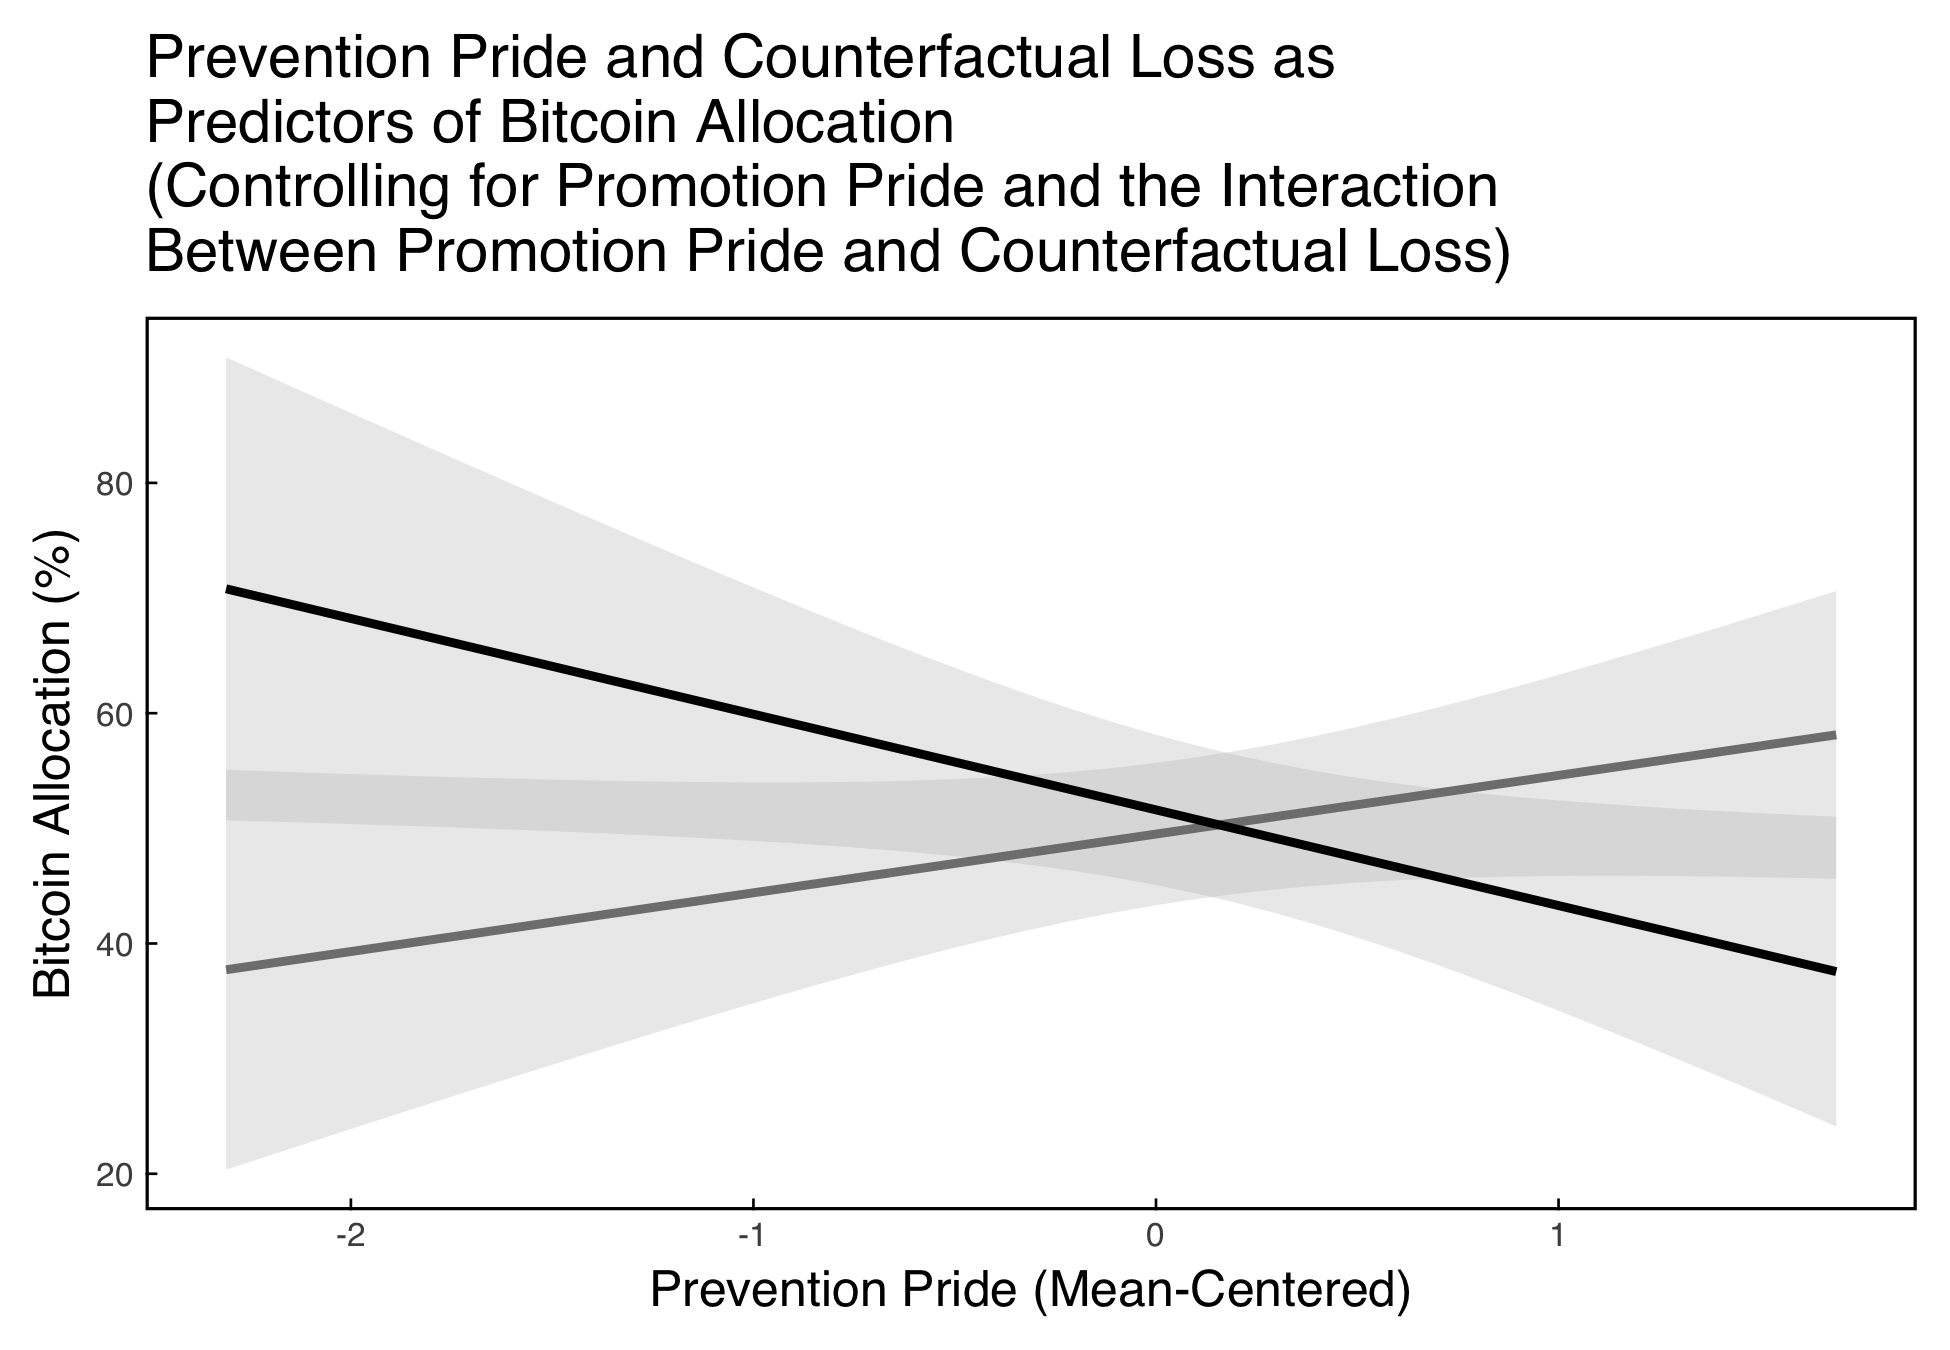 Prevention Pride and Counterfactual Loss as
Predictors of Bitcoin Allocation
(Controlling for Promotion Pride and the Interaction
Between Promotion Pride and Counterfactual Loss)
Bitcoin Allocation (%)
80
60
40
20
-2
-1
0
1
Prevention Pride (Mean-Centered)